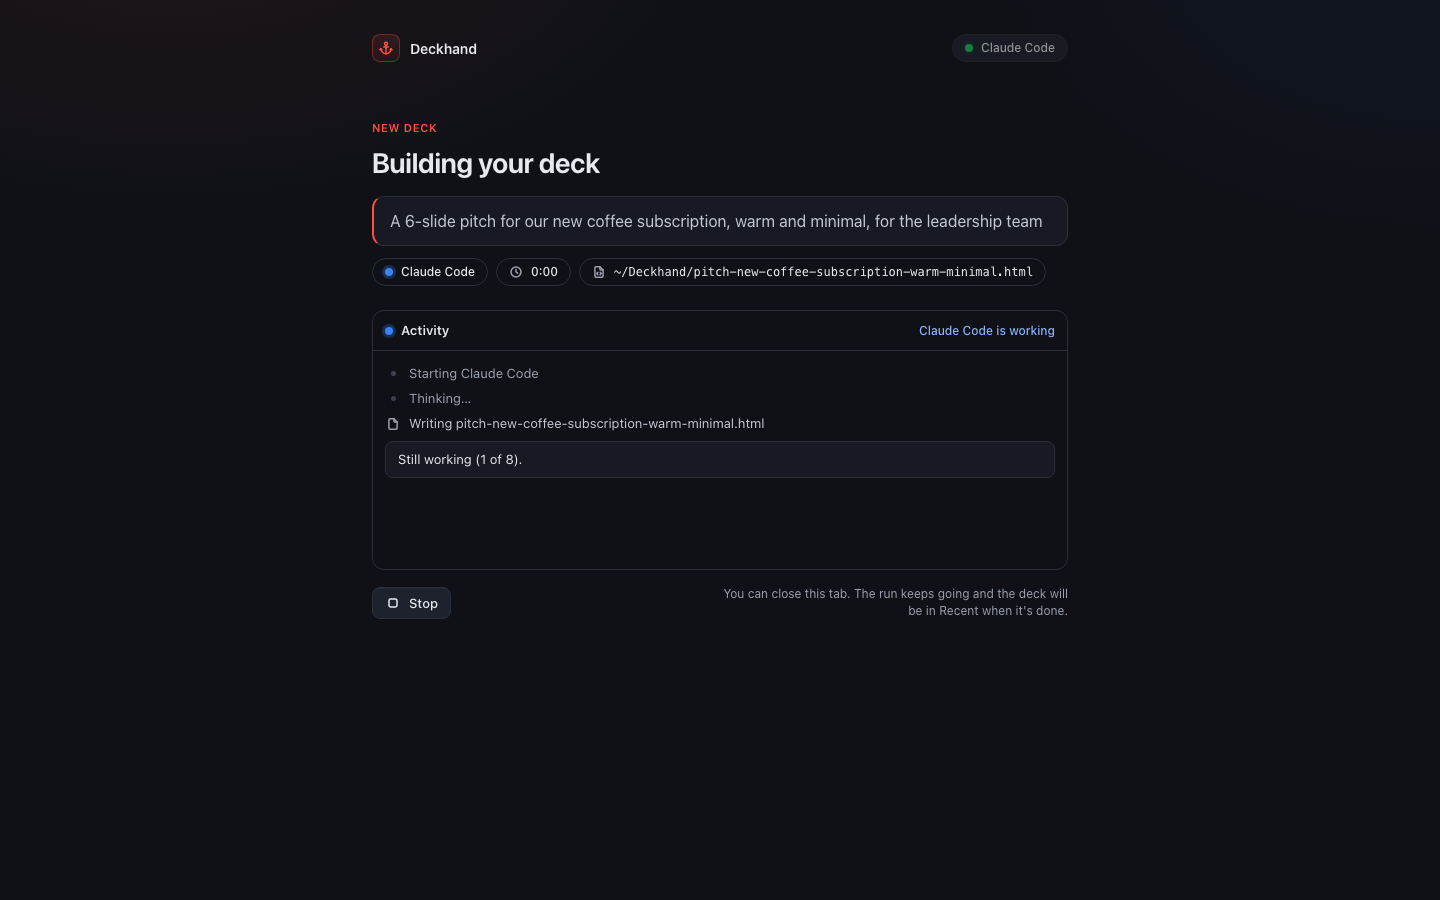 Deckhand
Claude Code
NEW DECK
Building your deck
A 6-slide pitch for our new coffee subscription, warm and minimal, for the leadership team
Claude Code
0:00
~/Deckhand/pitch-new-coffee-subscription-warm-minimal.html
Activity
Claude Code is working
Starting Claude Code
Thinking…
Writing pitch-new-coffee-subscription-warm-minimal.html
Still working (1 of 8).
Stop
You can close this tab. The run keeps going and the deck will
be in Recent when it's done.